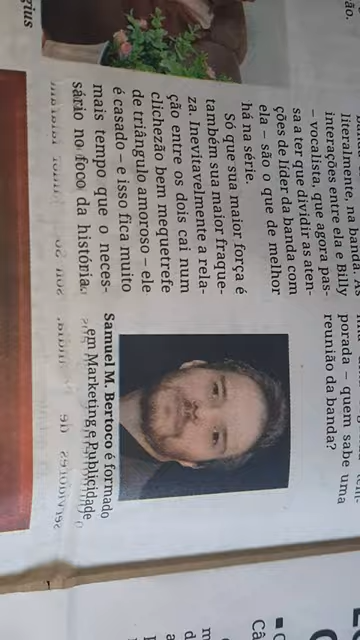 literalmente, na banda. As
interações entre ela e Billy
– vocalista, que agora pas-
sa a ter que dividir as aten-
ções de líder da banda com
ela – são o que de melhor
há na série.
Só que sua maior força é
também sua maior fraque-
za. Inevitavelmente a rela-
ção entre os dois cai num
clichezão bem mequetrefe
de triângulo amoroso – ele
é casado – e isso fica muito
mais tempo que o neces-
sário no foco da história.
porada – quem sabe uma
reunião da banda?
Samuel M. Bertoco é formado
em Marketing e Publicidade